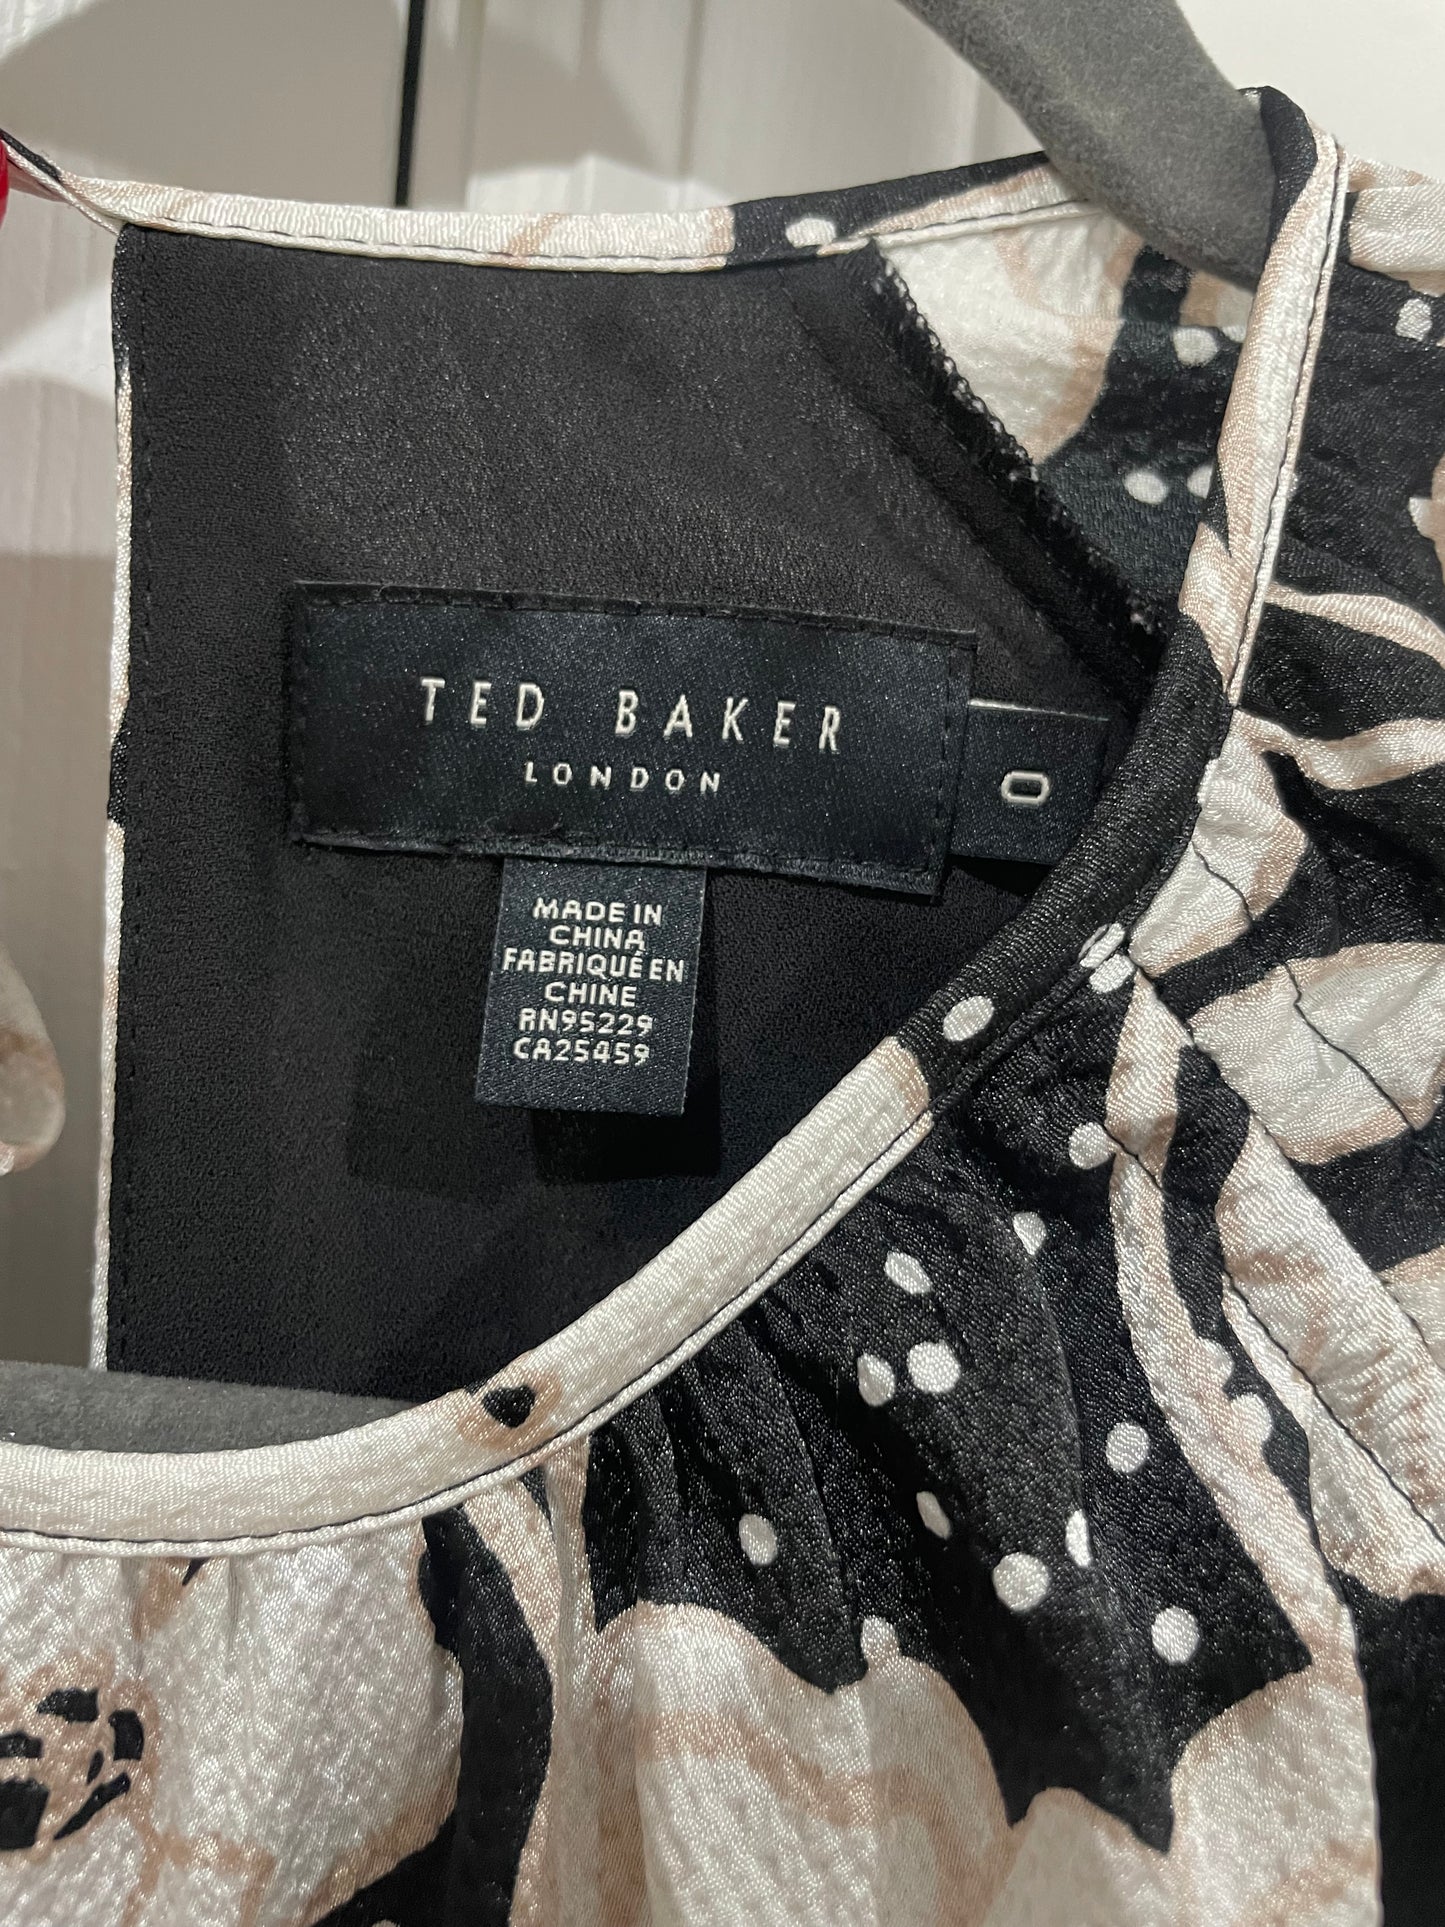 TED BAKER
LONDON
0
MADE IN
CHINA
FABRIQUÉ EN
CHINE
RN95229
CA25459